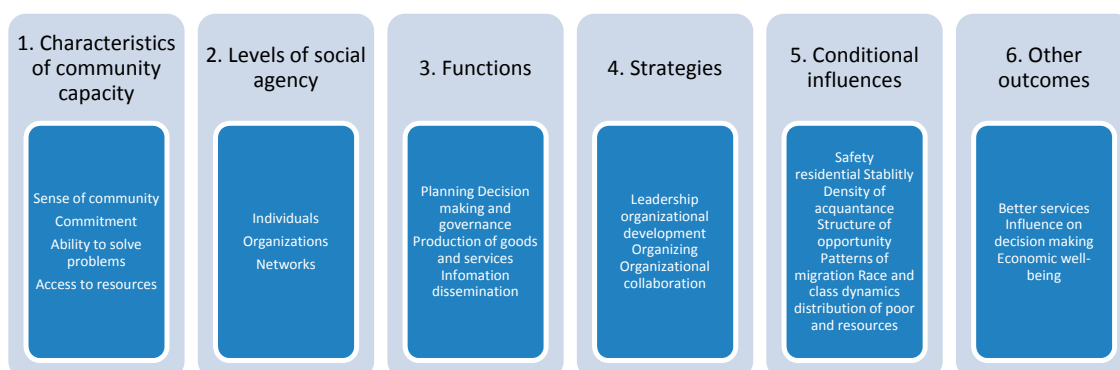 1. Characteristics
of community
capacity
Sense of community
Commitment
Ability to solve
problems
Access to resources
2. Levels of social
agency
Individuals
Organizations
Networks
3. Functions
Planning Decision
making and
governance
Production of goods
and services
Infomation
dissemination
4. Strategies
Leadership
organizational
development
Organizing
Organizational
collaboration
5. Conditional
influences
Safety
residential Stablitly
Density of
acquantance
Structure of
opportunity
Patterns of
migration Race and
class dynamics
distribution of poor
and resources
6. Other
outcomes
Better services
Influence on
decision making
Economic well-
being